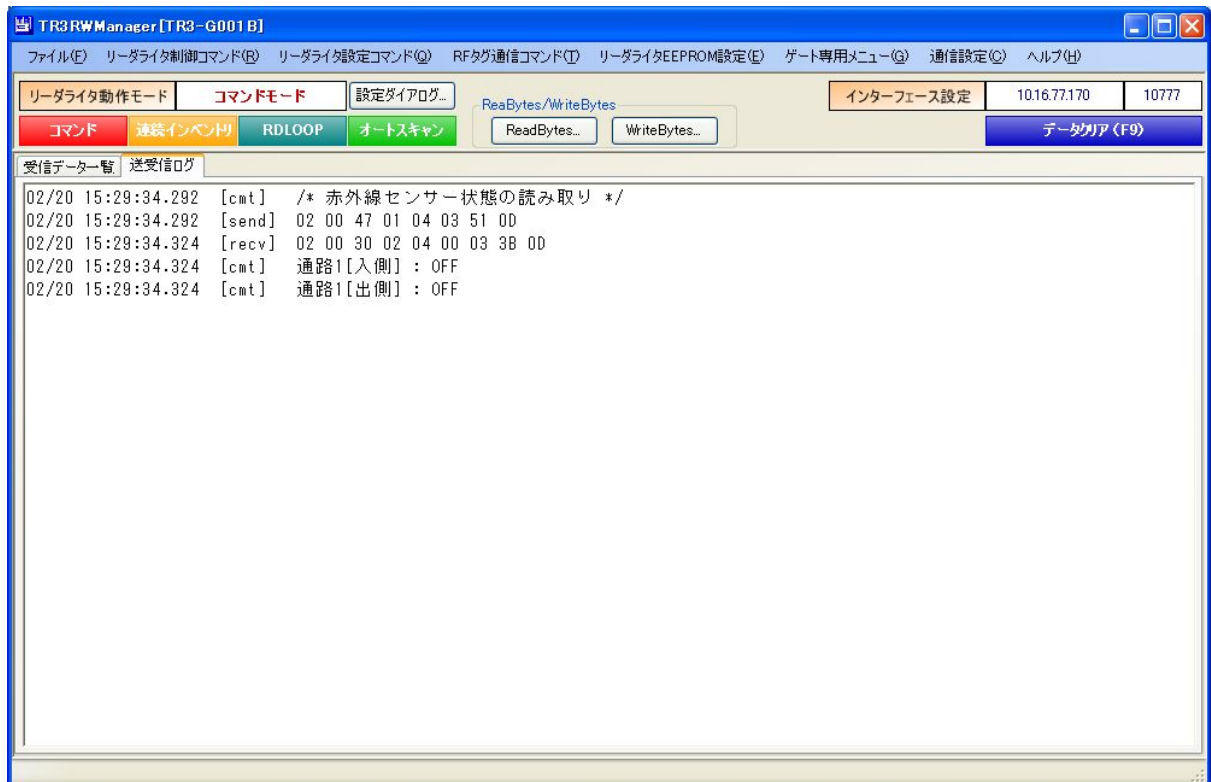 TR3RWManager[TR3-G001B]
ファイル(F) リーダライタ制御コマンド(R) リーダライタ設定コマンド(Q) RFタグ通信コマンド(T) リーダライタEEPROM設定(E) ゲート専用メニュー(G) 通信設定(C) ヘルプ(H)
リーダライタ動作モード コマンドモード 設定ダイアログ... ReaBytes/WriteBytes インターフェース設定 10.16.77.170 10777
コマンド 連続インベントリ RDLOOP オートスキャン ReadBytes... WriteBytes... データクリア(F9)
受信データ一覧 送受信ログ
02/20 15:29:34.292 [cmt] /* 赤外線センサー状態の読み取り */
02/20 15:29:34.292 [send] 02 00 47 01 04 03 51 0D
02/20 15:29:34.324 [recv] 02 00 30 02 04 00 03 3B 0D
02/20 15:29:34.324 [cmt] 通路1[入側] : OFF
02/20 15:29:34.324 [cmt] 通路1[出側] : OFF